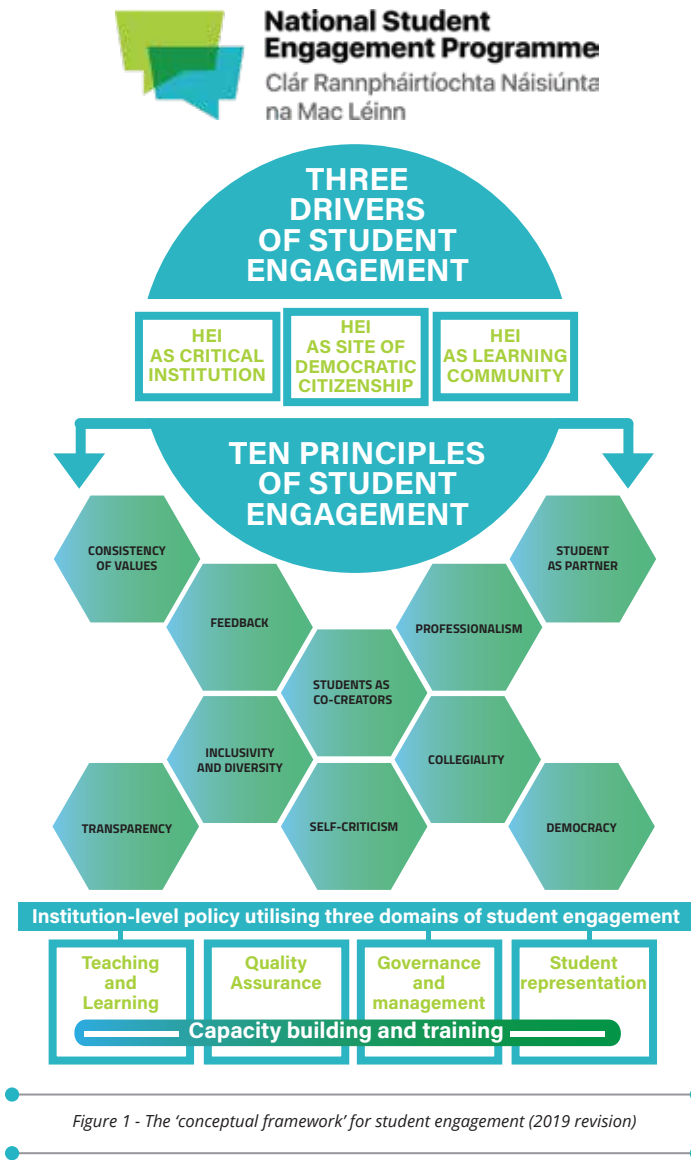 National Student
Engagement Programme
Clár Rannpháirtíochta Náisiúnta
na Mac Léinn
THREE
DRIVERS
OF STUDENT
ENGAGEMENT
HEI
AS CRITICAL
INSTITUTION
HEI
AS SITE OF
DEMOCRATIC
CITIZENSHIP
HEI
AS LEARNING
COMMUNITY
TEN PRINCIPLES
OF STUDENT
ENGAGEMENT
CONSISTENCY
OF VALUES
STUDENT
AS PARTNER
FEEDBACK
PROFESSIONALISM
STUDENTS AS
CO-CREATORS
INCLUSIVITY
AND DIVERSITY
COLLEGIALITY
TRANSPARENCY
SELF-CRITICISM
DEMOCRACY
Institution-level policy utilising three domains of student engagement
Teaching
and
Learning
Quality
Assurance
Governance
and
management
Student
representation
Capacity building and training
Figure 1 - The ‘conceptual framework’ for student engagement (2019 revision)